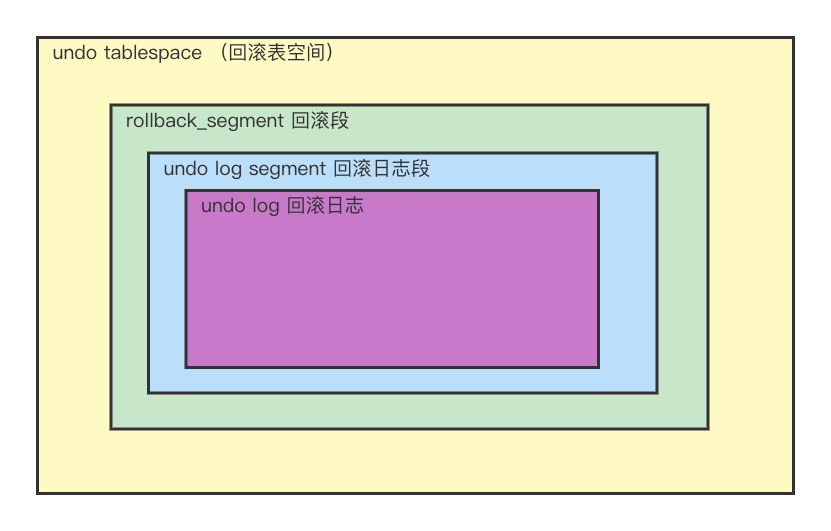 undo tablespace （回滚表空间）
rollback_segment 回滚段
undo log segment 回滚日志段
undo log 回滚日志